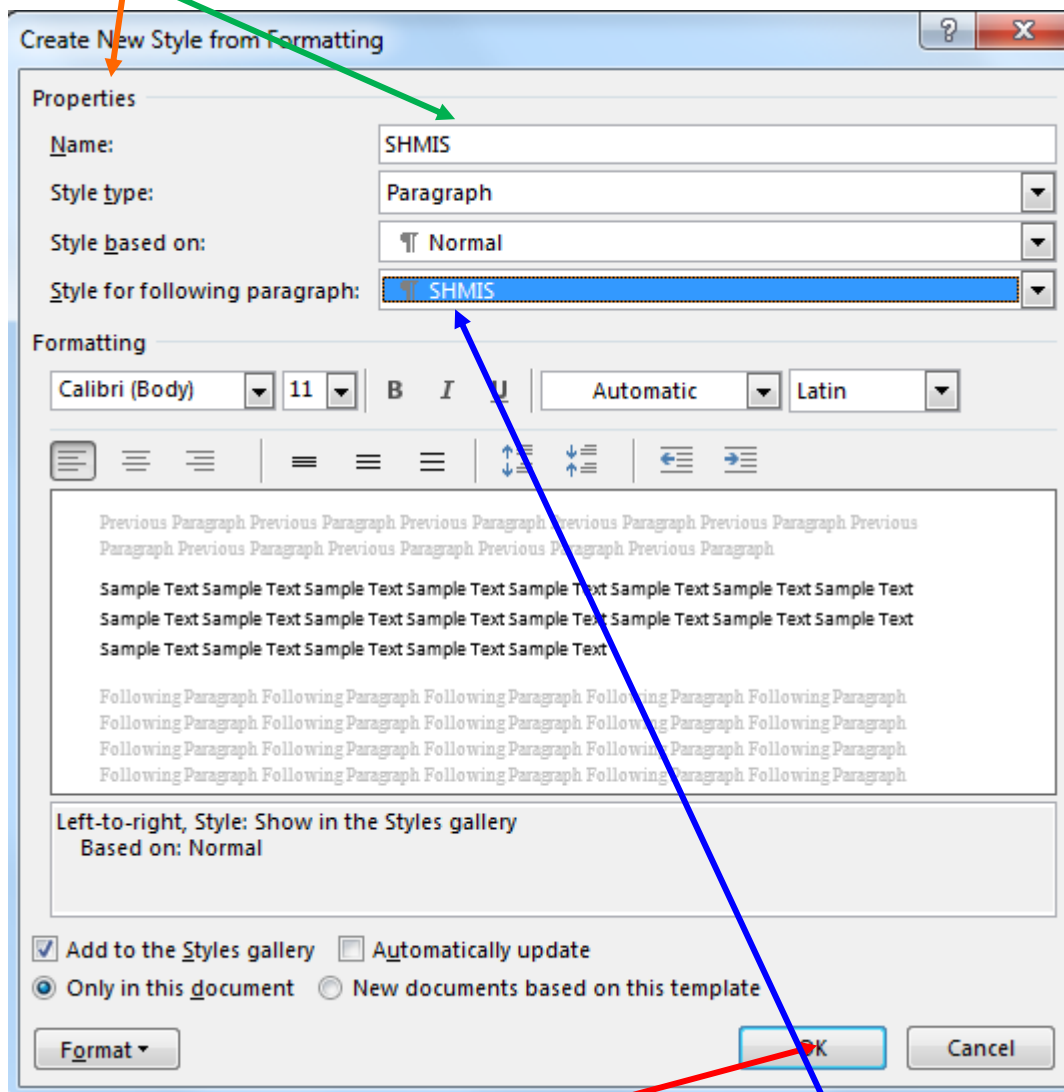 Create New Style from Formatting
Properties
Name: SHMIS
Style type: Paragraph
Style based on: ¶ Normal
Style for following paragraph: ¶ SHMIS
Formatting
Calibri (Body) 11 B I U Automatic Latin
Previous Paragraph Previous Paragraph Previous Paragraph Previous Paragraph Previous Paragraph Previous
Paragraph Previous Paragraph Previous Paragraph Previous Paragraph Previous Paragraph
Sample Text Sample Text Sample Text Sample Text Sample Text Sample Text Sample Text Sample Text
Sample Text Sample Text Sample Text Sample Text Sample Text Sample Text Sample Text Sample Text
Sample Text Sample Text Sample Text Sample Text Sample Text
Following Paragraph Following Paragraph Following Paragraph Following Paragraph Following Paragraph
Following Paragraph Following Paragraph Following Paragraph Following Paragraph Following Paragraph
Following Paragraph Following Paragraph Following Paragraph Following Paragraph Following Paragraph
Following Paragraph Following Paragraph Following Paragraph Following Paragraph Following Paragraph
Left-to-right, Style: Show in the Styles gallery
Based on: Normal
Add to the Styles gallery Automatically update
Only in this document New documents based on this template
Format OK Cancel